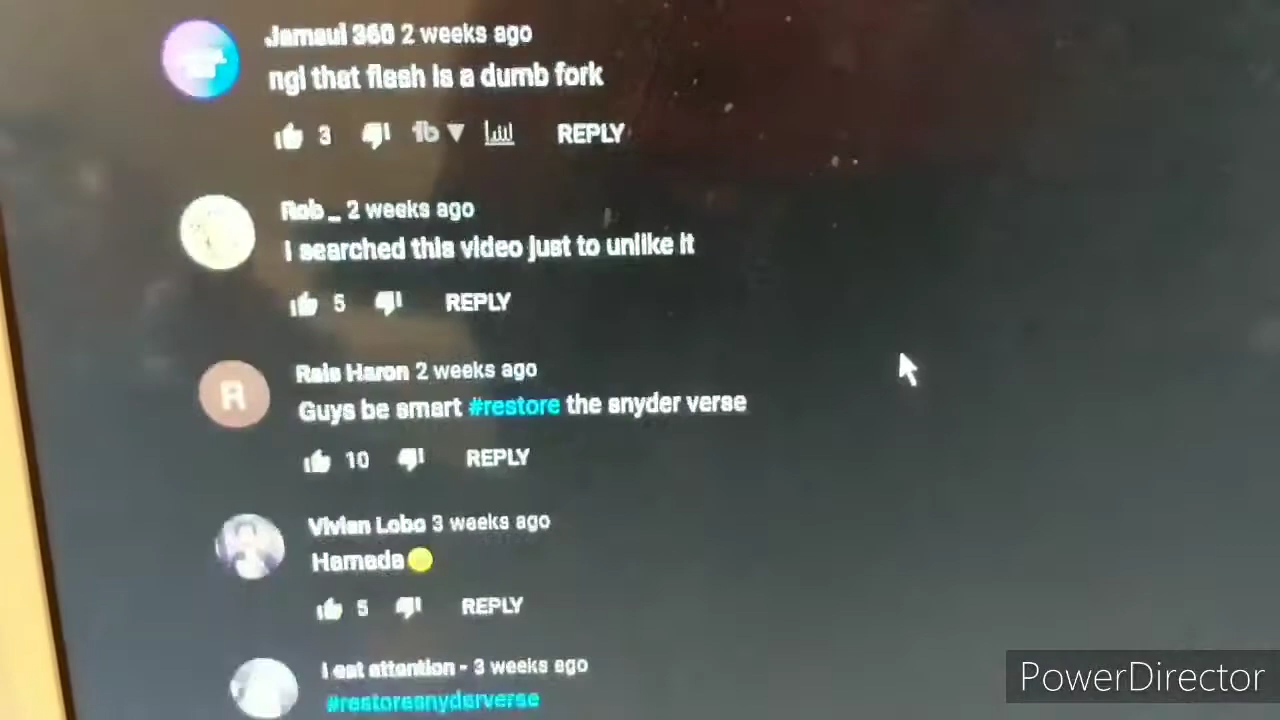 Jamaul 360 2 weeks ago
ngl that flash is a dumb fork
3 REPLY
Rob _ 2 weeks ago
I searched this video just to unlike it
5 REPLY
R
Rais Haron 2 weeks ago
Guys be smart #restore the snyder verse
10 REPLY
Vivian Lobo 3 weeks ago
Hamada
5 REPLY
I eat attention - 3 weeks ago
#restoresnyderverse
PowerDirector